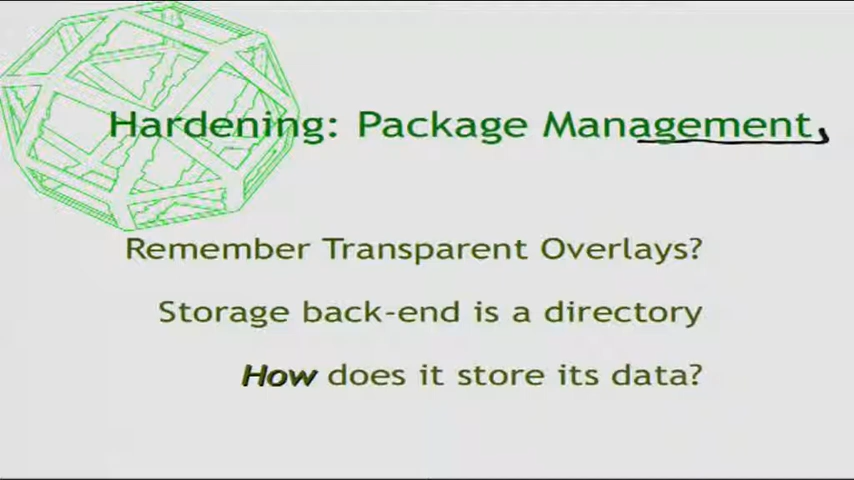 Hardening: Package Management
Remember Transparent Overlays?
Storage back-end is a directory
How does it store its data?